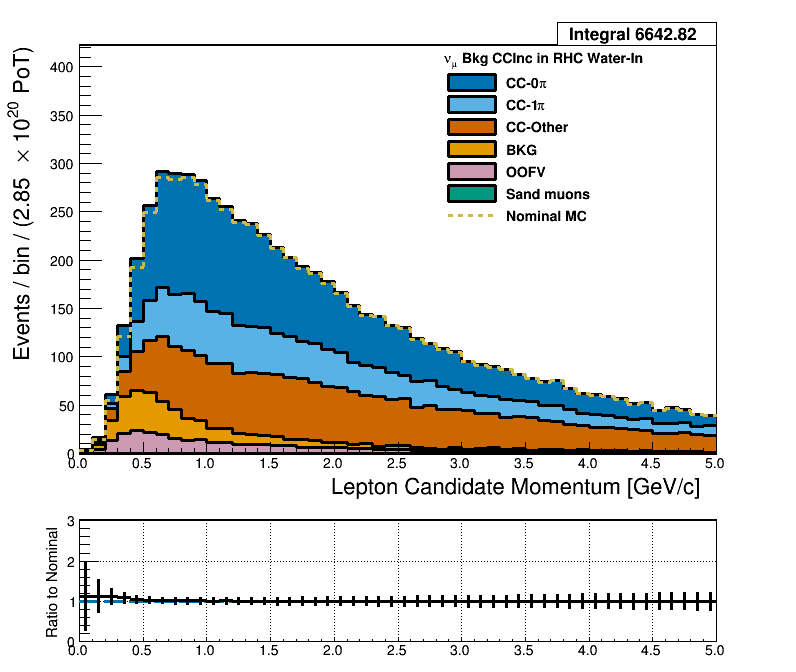 Integral 6642.82
ν_μ Bkg CCInc in RHC Water-In
CC-0π
CC-1π
CC-Other
BKG
OOFV
Sand muons
Nominal MC
Events / bin / (2.85 × 10^20 PoT)
400
350
300
250
200
150
100
50
0
0.0 0.5 1.0 1.5 2.0 2.5 3.0 3.5 4.0 4.5 5.0
Lepton Candidate Momentum [GeV/c]
Ratio to Nominal
3
2
1
0
0.0 0.5 1.0 1.5 2.0 2.5 3.0 3.5 4.0 4.5 5.0